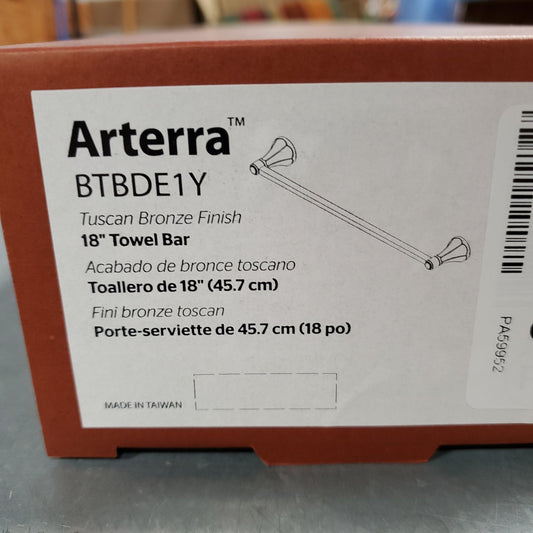 Arterra™
BTBDE1Y
Tuscan Bronze Finish
18" Towel Bar
Acabado de bronce toscano
Toallero de 18" (45.7 cm)
Fini bronze toscan
Porte-serviette de 45.7 cm (18 po)
MADE IN TAIWAN
PA59952